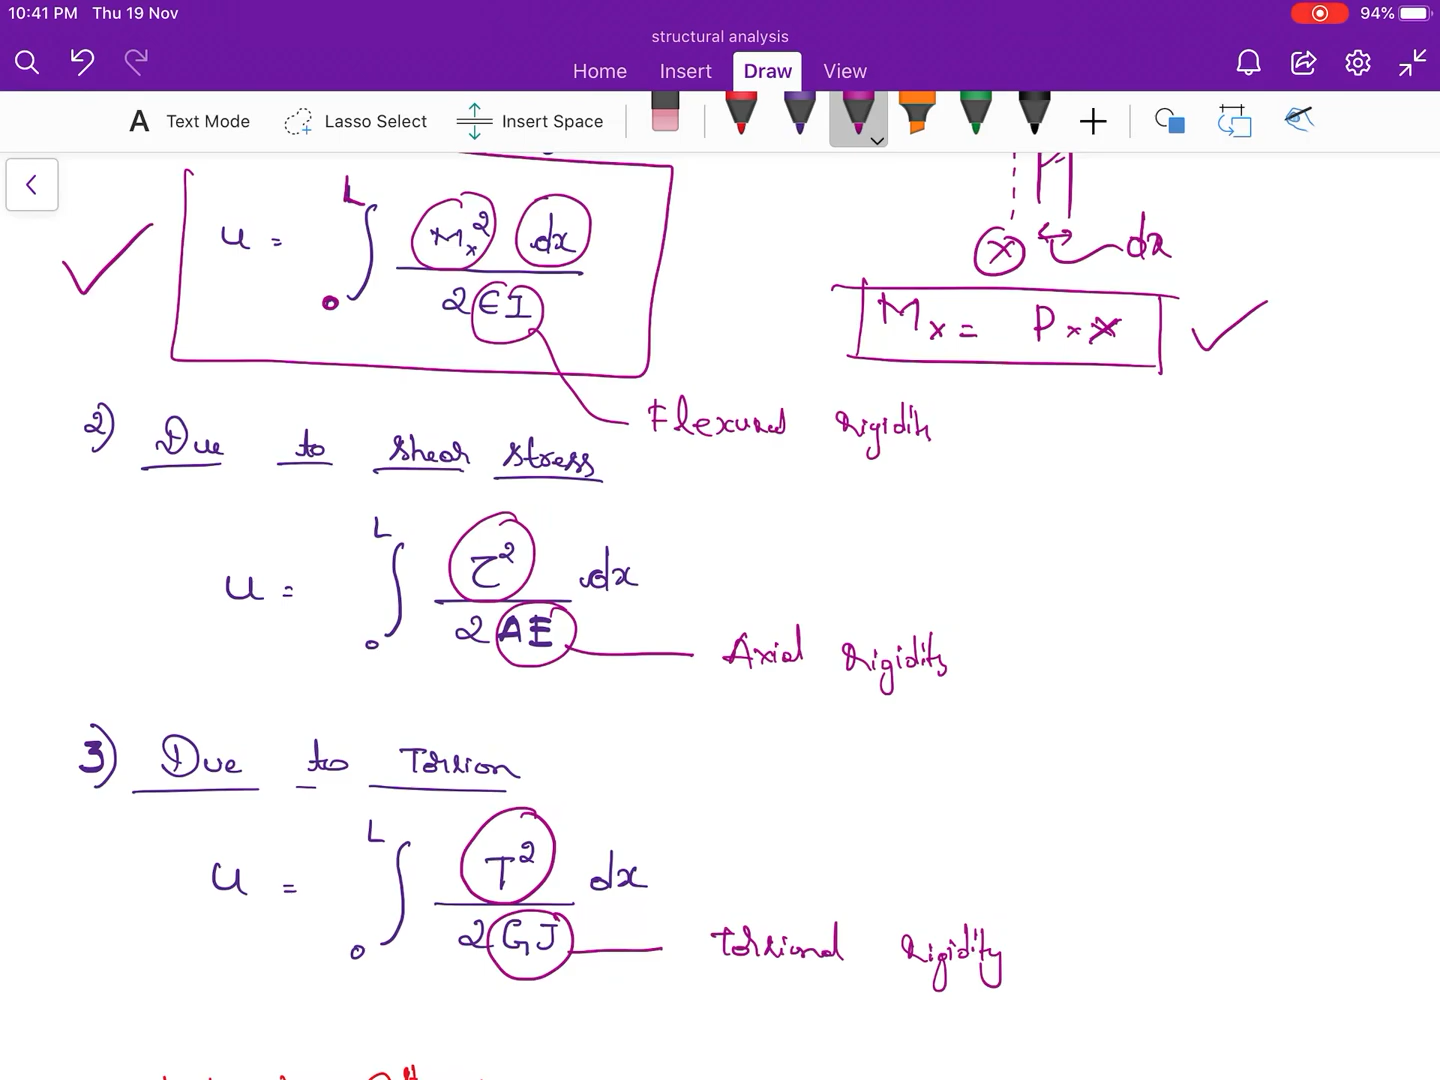 10:41 PM Thu 19 Nov 94%
structural analysis
Home Insert Draw View
A Text Mode Lasso Select Insert Space
u = ∫₀ᴸ Mₓ² dx / 2EI
x dx
Mₓ = P × x
Flexural rigidity
2) Due to shear stress
u = ∫₀ᴸ τ² / 2AE dx
Axial rigidity
3) Due to Torsion
u = ∫₀ᴸ T² / 2GJ dx
Torsional rigidity